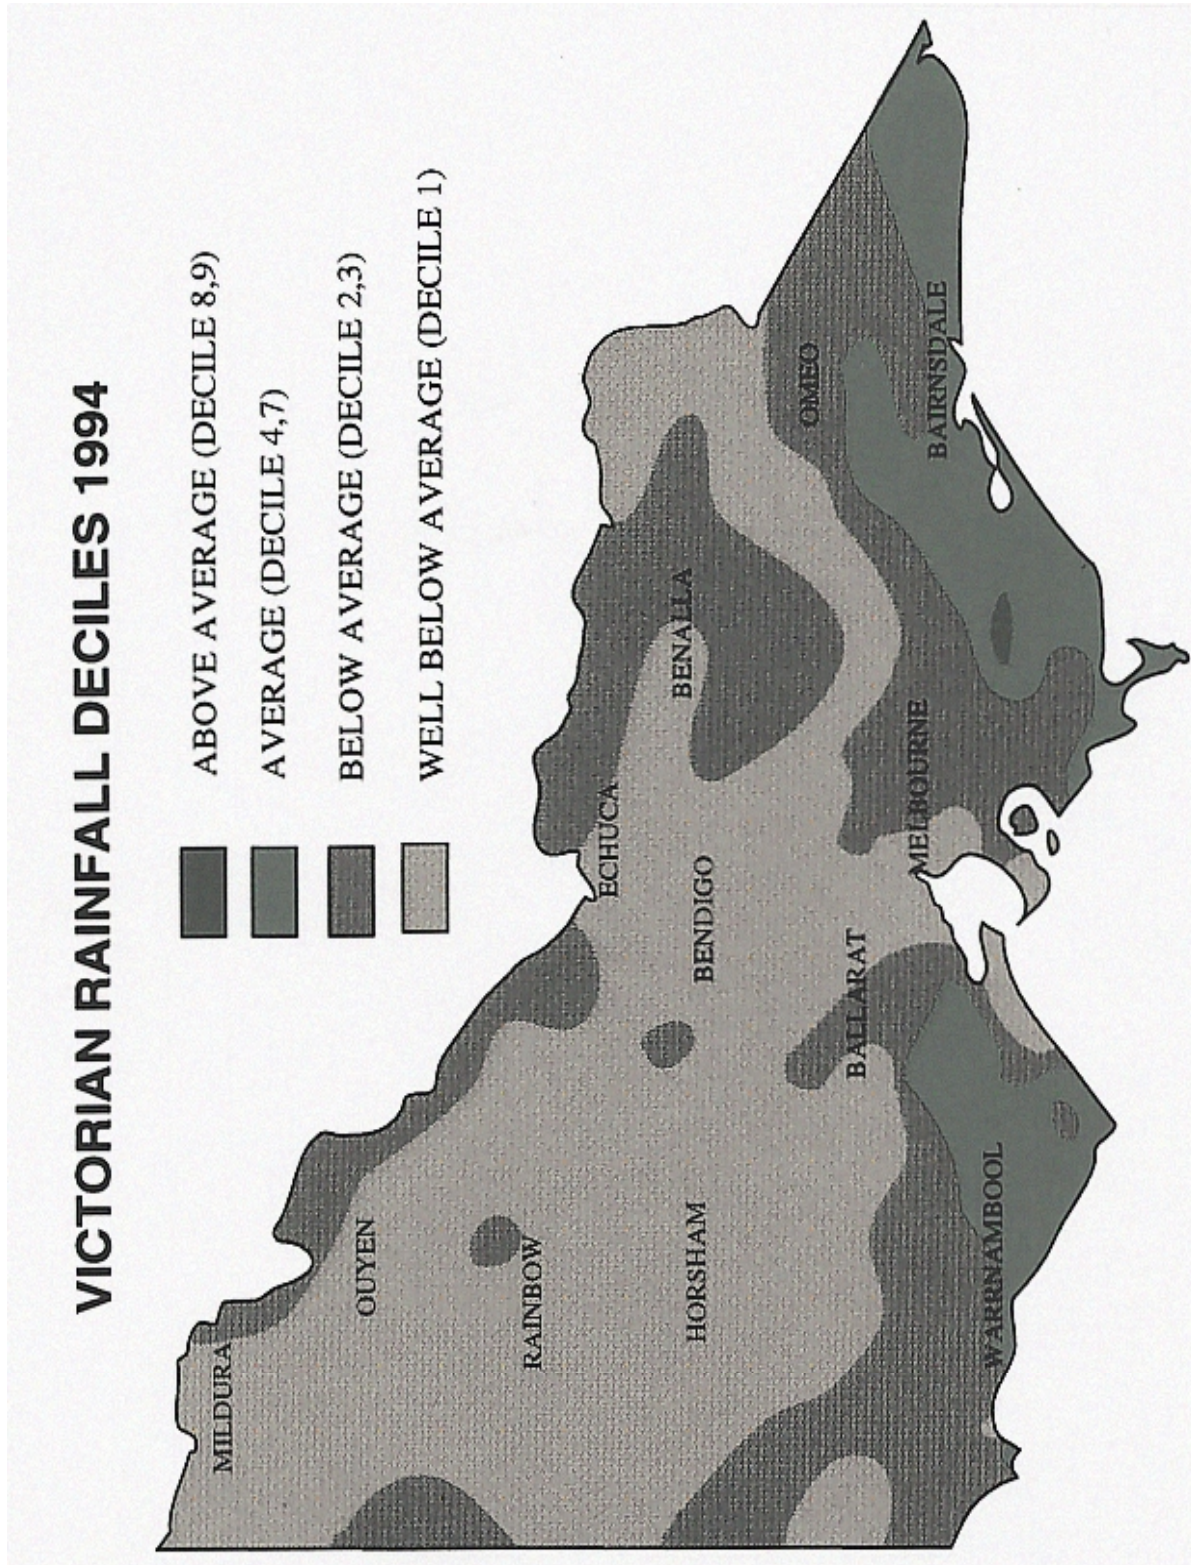 VICTORIAN RAINFALL DECILES 1994
ABOVE AVERAGE (DECILE 8,9)
AVERAGE (DECILE 4,7)
BELOW AVERAGE (DECILE 2,3)
WELL BELOW AVERAGE (DECILE 1)
MILDURA
OUYEN
RAINBOW
ECHUCA
BENALLA
HORSHAM
BENDIGO
OMEO
BALLARAT
MELBOURNE
BAIRNSDALE
WARRNAMBOOL